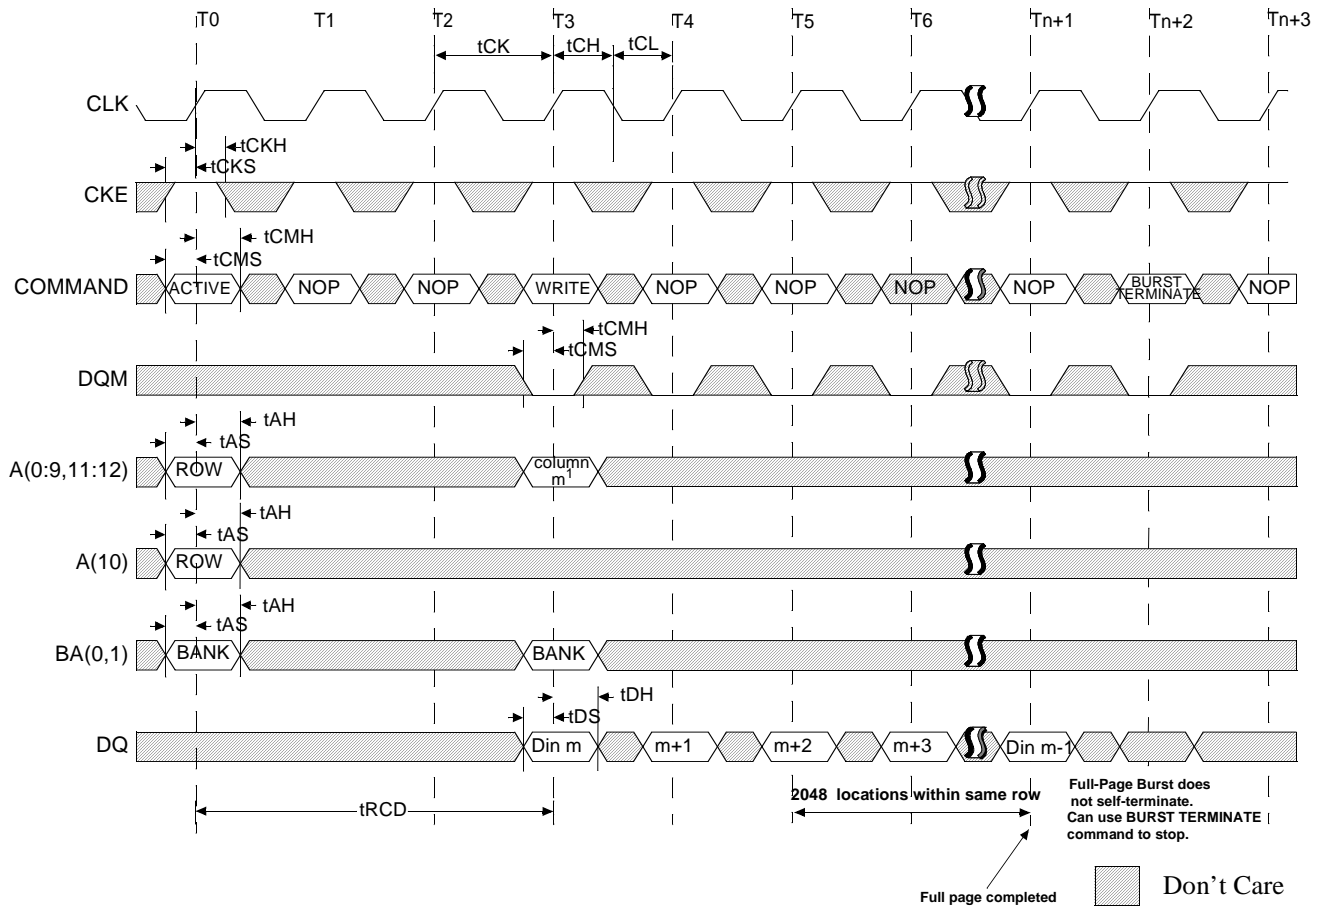 T0 T1 T2 T3 T4 T5 T6 Tn+1 Tn+2 Tn+3
tCK tCH tCL
CLK
tCKH
tCKS
CKE
tCMH
tCMS
COMMAND ACTIVE NOP NOP WRITE NOP NOP NOP NOP BURST TERMINATE NOP
tCMH
tCMS
DQM
tAH
tAS
A(0:9,11:12) ROW column m1
tAH
tAS
A(10) ROW
tAH
tAS
BA(0,1) BANK BANK
tDH
tDS
DQ Din m m+1 m+2 m+3 Din m-1
tRCD
2048 locations within same row
Full-Page Burst does
not self-terminate.
Can use BURST TERMINATE
command to stop.
Full page completed
Don't Care